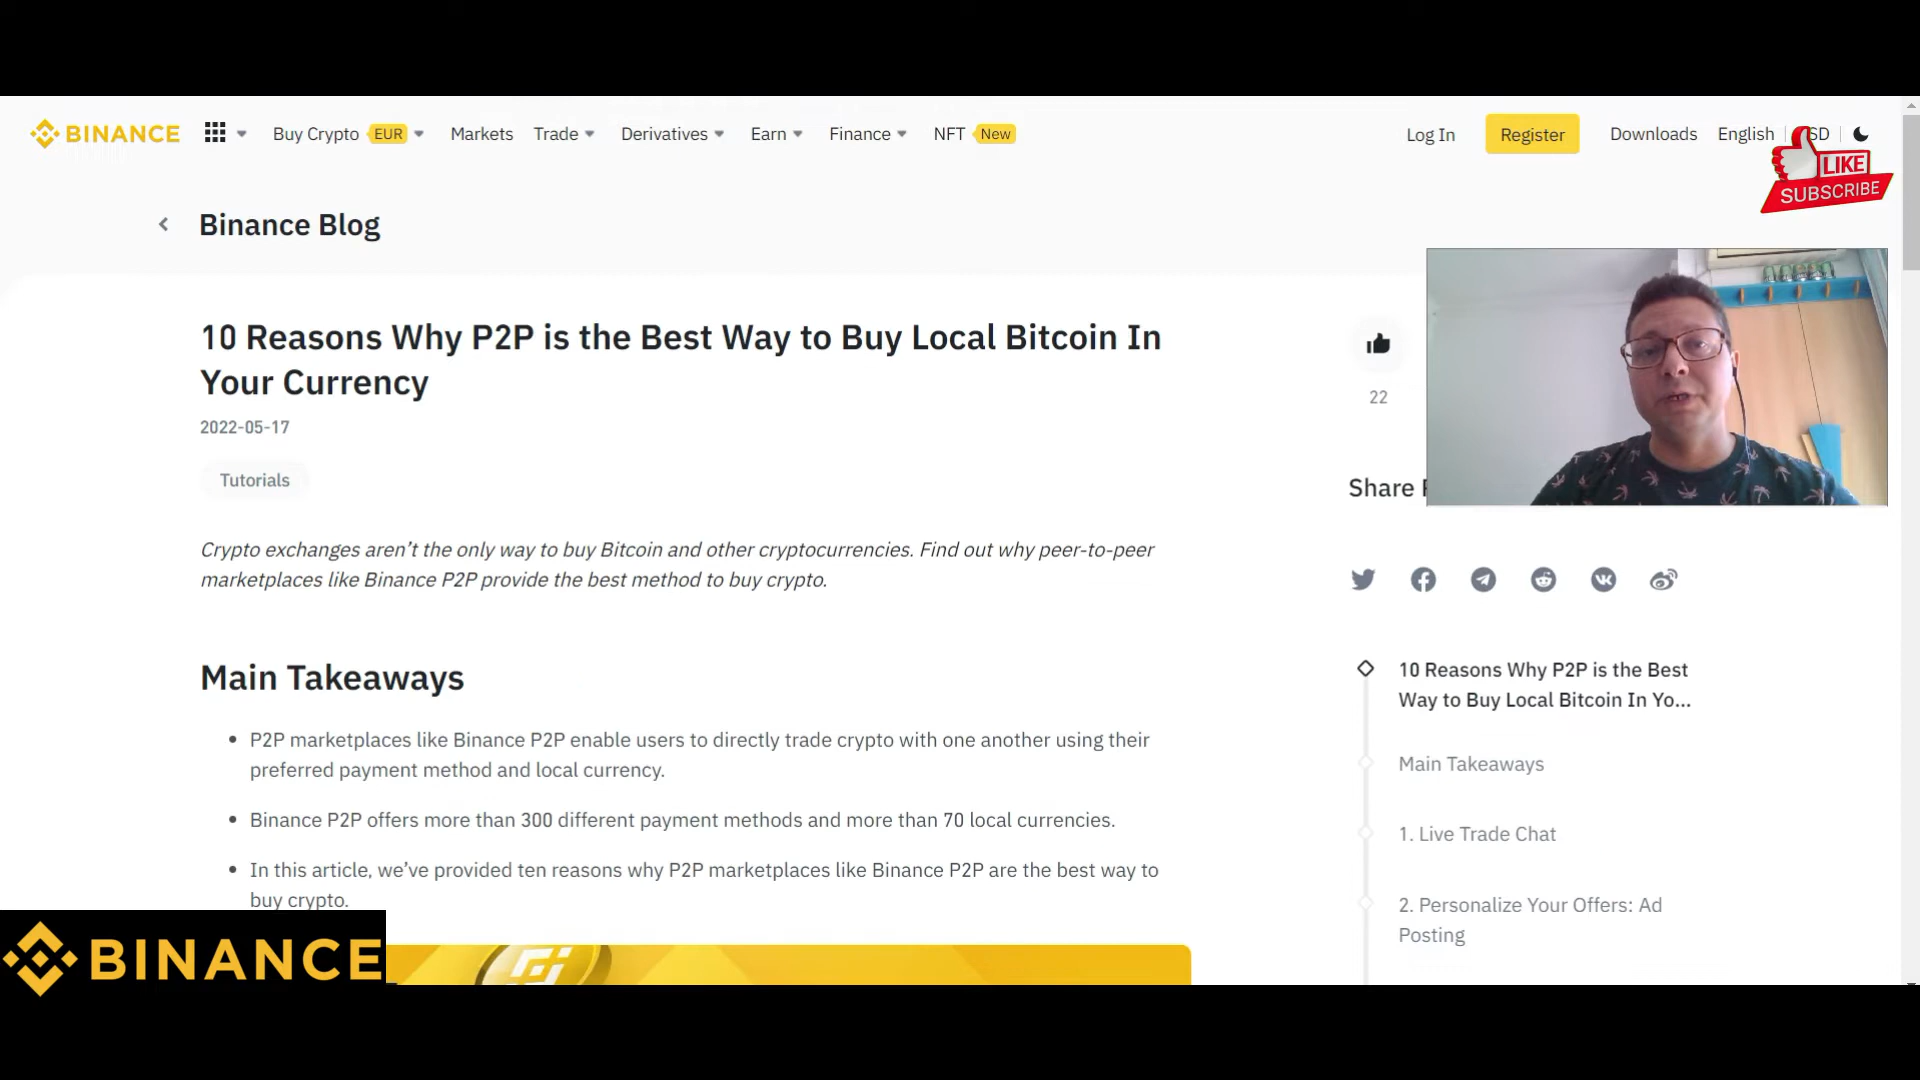 BINANCE
Buy Crypto EUR Markets Trade Derivatives Earn Finance NFT New
Log In Register Downloads English SD
LIKE
SUBSCRIBE
Binance Blog
10 Reasons Why P2P is the Best Way to Buy Local Bitcoin In
Your Currency
2022-05-17
Tutorials
22
Share
Crypto exchanges aren’t the only way to buy Bitcoin and other cryptocurrencies. Find out why peer-to-peer
marketplaces like Binance P2P provide the best method to buy crypto.
Main Takeaways
P2P marketplaces like Binance P2P enable users to directly trade crypto with one another using their
preferred payment method and local currency.
Binance P2P offers more than 300 different payment methods and more than 70 local currencies.
In this article, we’ve provided ten reasons why P2P marketplaces like Binance P2P are the best way to
buy crypto.
10 Reasons Why P2P is the Best
Way to Buy Local Bitcoin In Yo...
Main Takeaways
1. Live Trade Chat
2. Personalize Your Offers: Ad
Posting
BINANCE